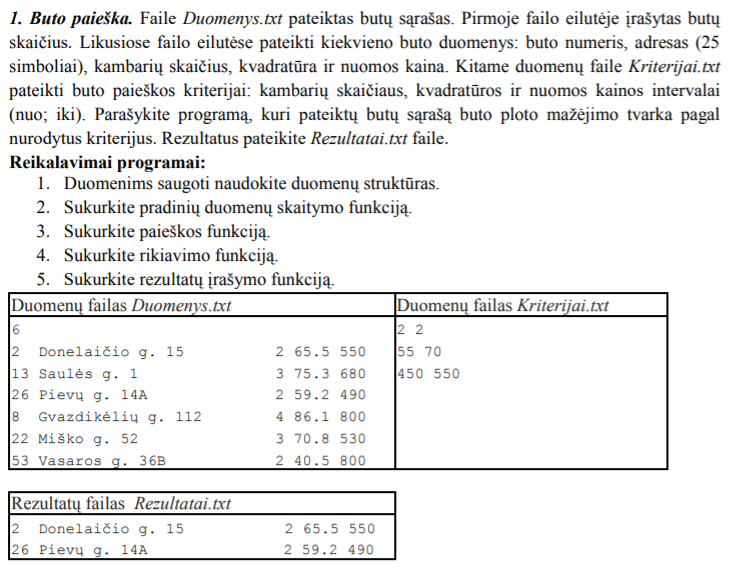 1. Buto paieška. Faile Duomenys.txt pateiktas butų sąrašas. Pirmoje failo eilutėje įrašytas butų
skaičius. Likusiose failo eilutėse pateikti kiekvieno buto duomenys: buto numeris, adresas (25
simboliai), kambarių skaičius, kvadratūra ir nuomos kaina. Kitame duomenų faile Kriterijai.txt
pateikti buto paieškos kriterijai: kambarių skaičiaus, kvadratūros ir nuomos kainos intervalai
(nuo; iki). Parašykite programą, kuri pateiktų butų sąrašą buto ploto mažėjimo tvarka pagal
nurodytus kriterijus. Rezultatus pateikite Rezultatai.txt faile.
Reikalavimai programai:
1. Duomenims saugoti naudokite duomenų struktūras.
2. Sukurkite pradinių duomenų skaitymo funkciją.
3. Sukurkite paieškos funkciją.
4. Sukurkite rikiavimo funkciją.
5. Sukurkite rezultatų įrašymo funkciją.
Duomenų failas Duomenys.txt
6
2 Donelaičio g. 15 2 65.5 550
13 Saulės g. 1 3 75.3 680
26 Pievų g. 14A 2 59.2 490
8 Gvazdikėlių g. 112 4 86.1 800
22 Miško g. 52 3 70.8 530
53 Vasaros g. 36B 2 40.5 800
Duomenų failas Kriterijai.txt
2 2
55 70
450 550
Rezultatų failas Rezultatai.txt
2 Donelaičio g. 15 2 65.5 550
26 Pievų g. 14A 2 59.2 490